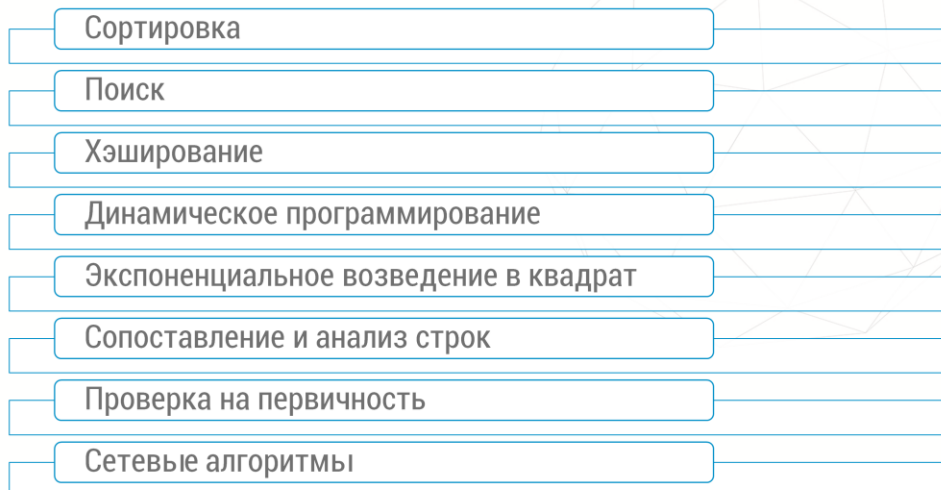 Сортировка
Поиск
Хэширование
Динамическое программирование
Экспоненциальное возведение в квадрат
Сопоставление и анализ строк
Проверка на первичность
Сетевые алгоритмы